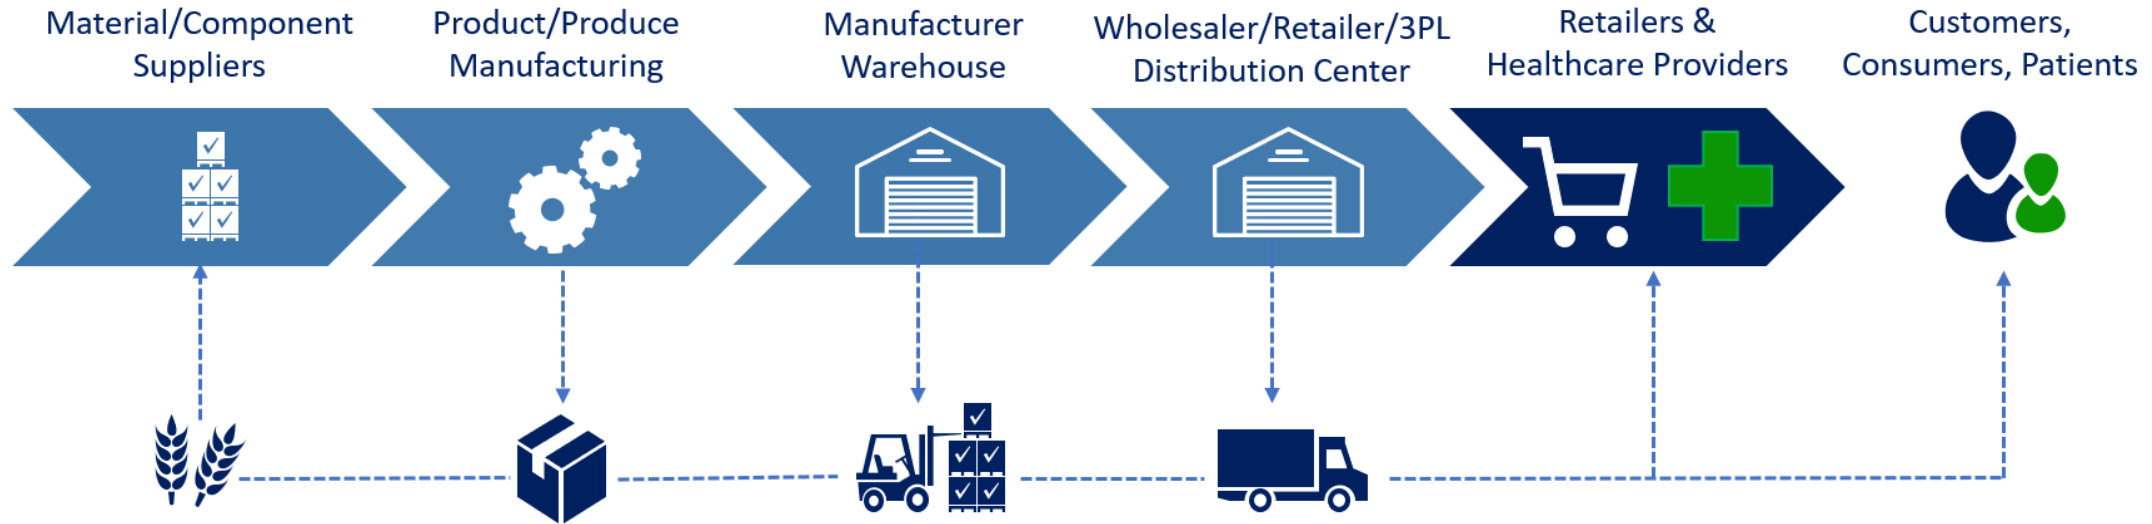 Material/Component
Suppliers
Product/Produce
Manufacturing
Manufacturer
Warehouse
Wholesaler/Retailer/3PL
Distribution Center
Retailers &
Healthcare Providers
Customers,
Consumers, Patients